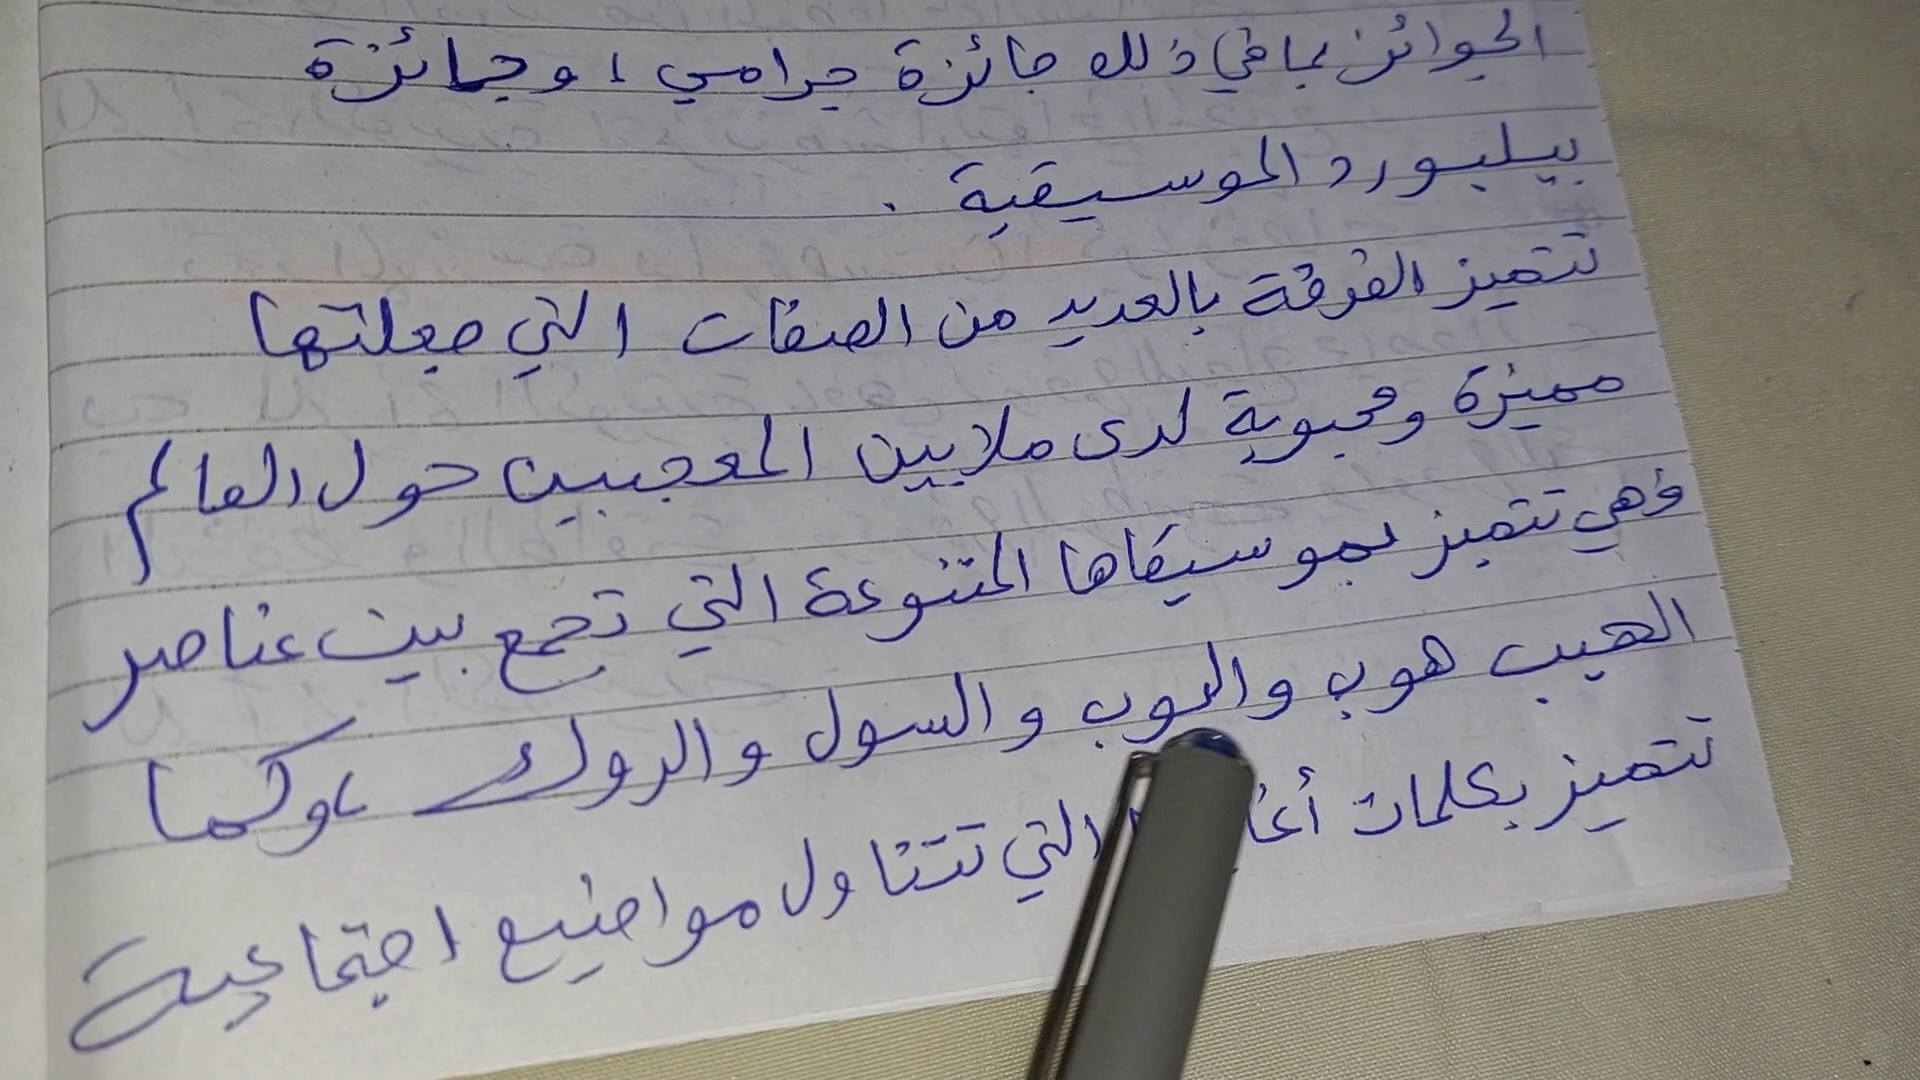 الجوائز بما في ذلك جائزة جرامي، وجائزة
بيلبورد الموسيقية .
تتميز الفرقة بالعديد من الصفات التي جعلتها
مميزة ومحبوبة لدى ملايين المعجبين حول العالم
فهي تتميز بموسيقاها المتنوعة التي تجمع بين عناصر
الهيب هوب والبوب والسول والروك ، وكما
تتميز بكلمات التي تتناول مواضيع اجتماعية